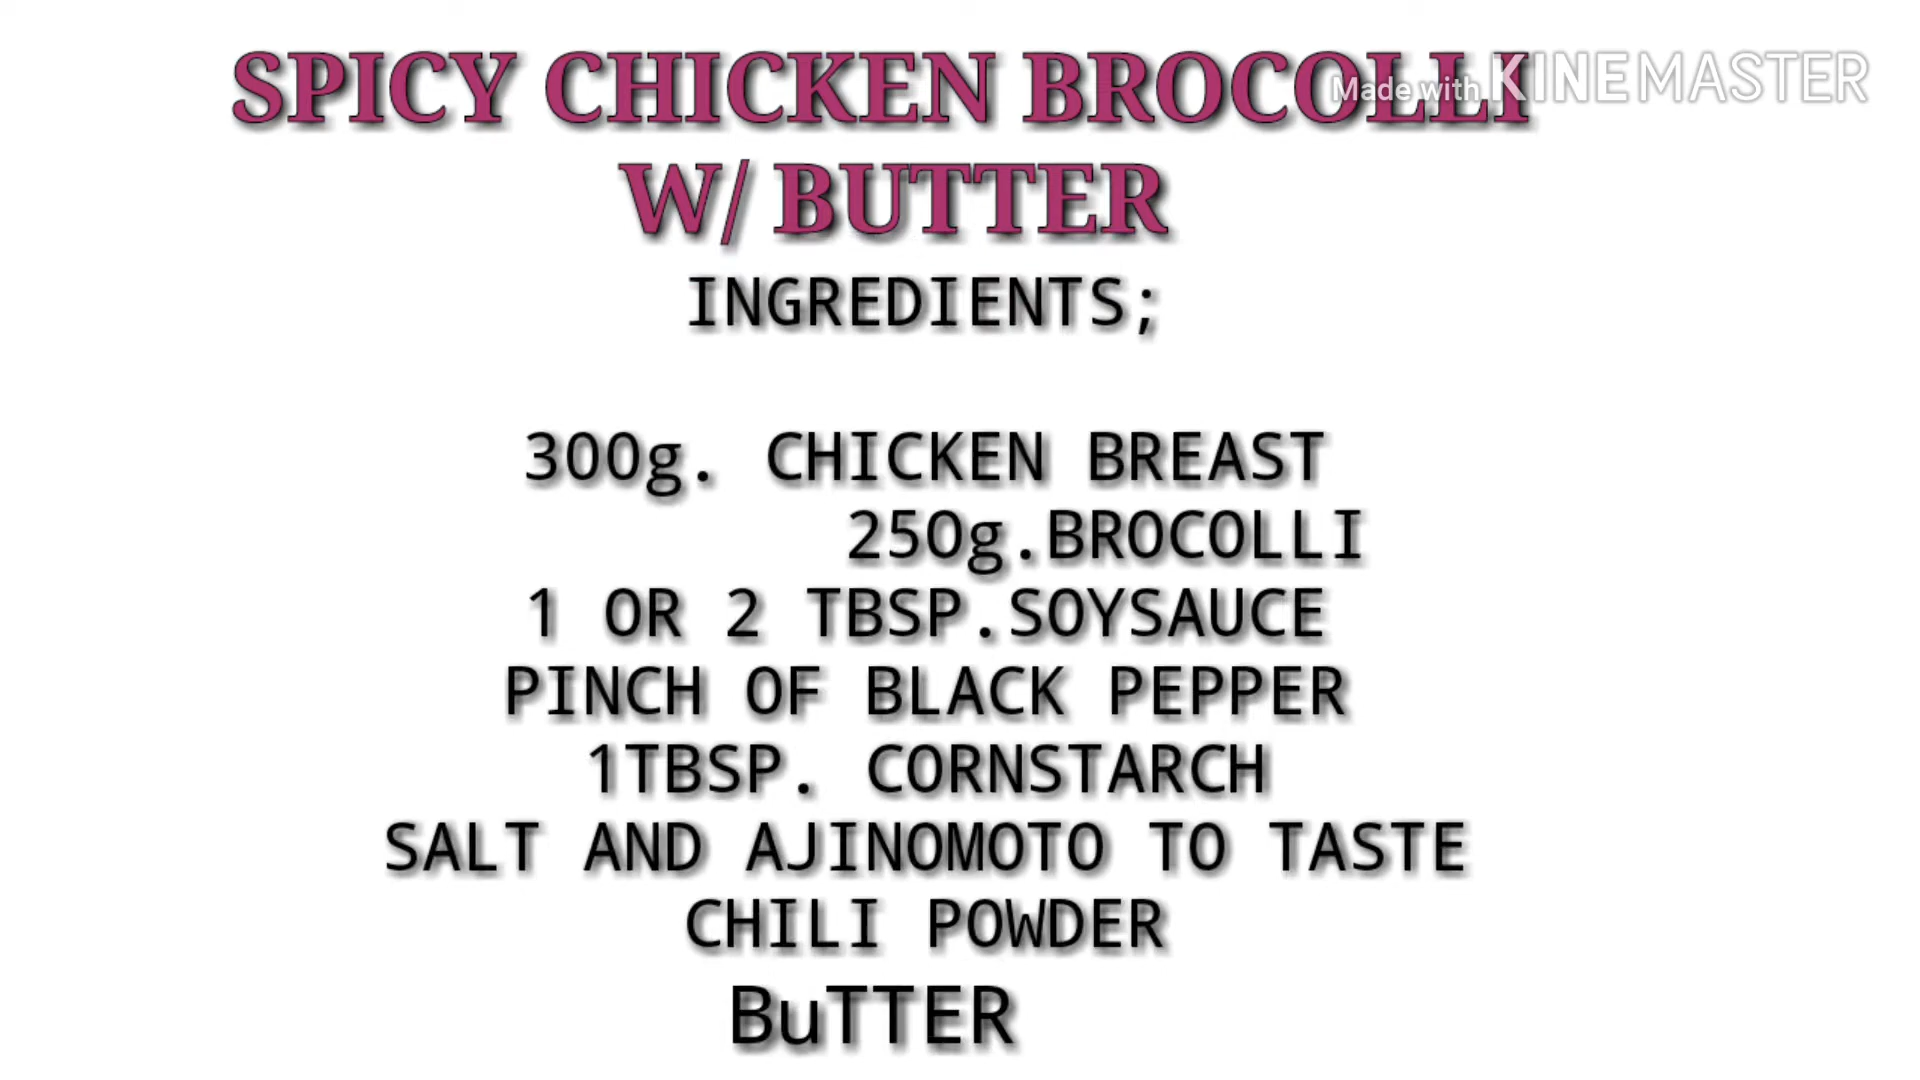 SPICY CHICKEN BROCOLLI
Made with KINEMASTER
W/ BUTTER
INGREDIENTS;
300g. CHICKEN BREAST
250g.BROCOLLI
1 OR 2 TBSP.SOYSAUCE
PINCH OF BLACK PEPPER
1TBSP. CORNSTARCH
SALT AND AJINOMOTO TO TASTE
CHILI POWDER
BuTTER